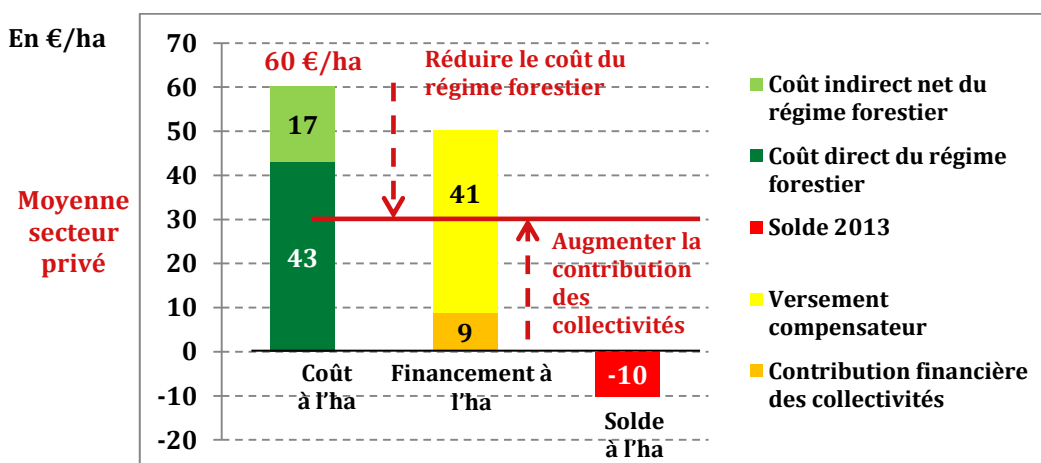 En €/ha
70
60
50
40
30
20
10
0
-10
-20
Moyenne
secteur
privé
60 €/ha
Réduire le coût du
régime forestier
17
43
41
9
-10
Augmenter la
contribution
des
collectivités
Coût
à l’ha
Financement à
l’ha
Solde
à l’ha
Coût indirect net du
régime forestier
Coût direct du régime
forestier
Solde 2013
Versement
compensateur
Contribution financière
des collectivités